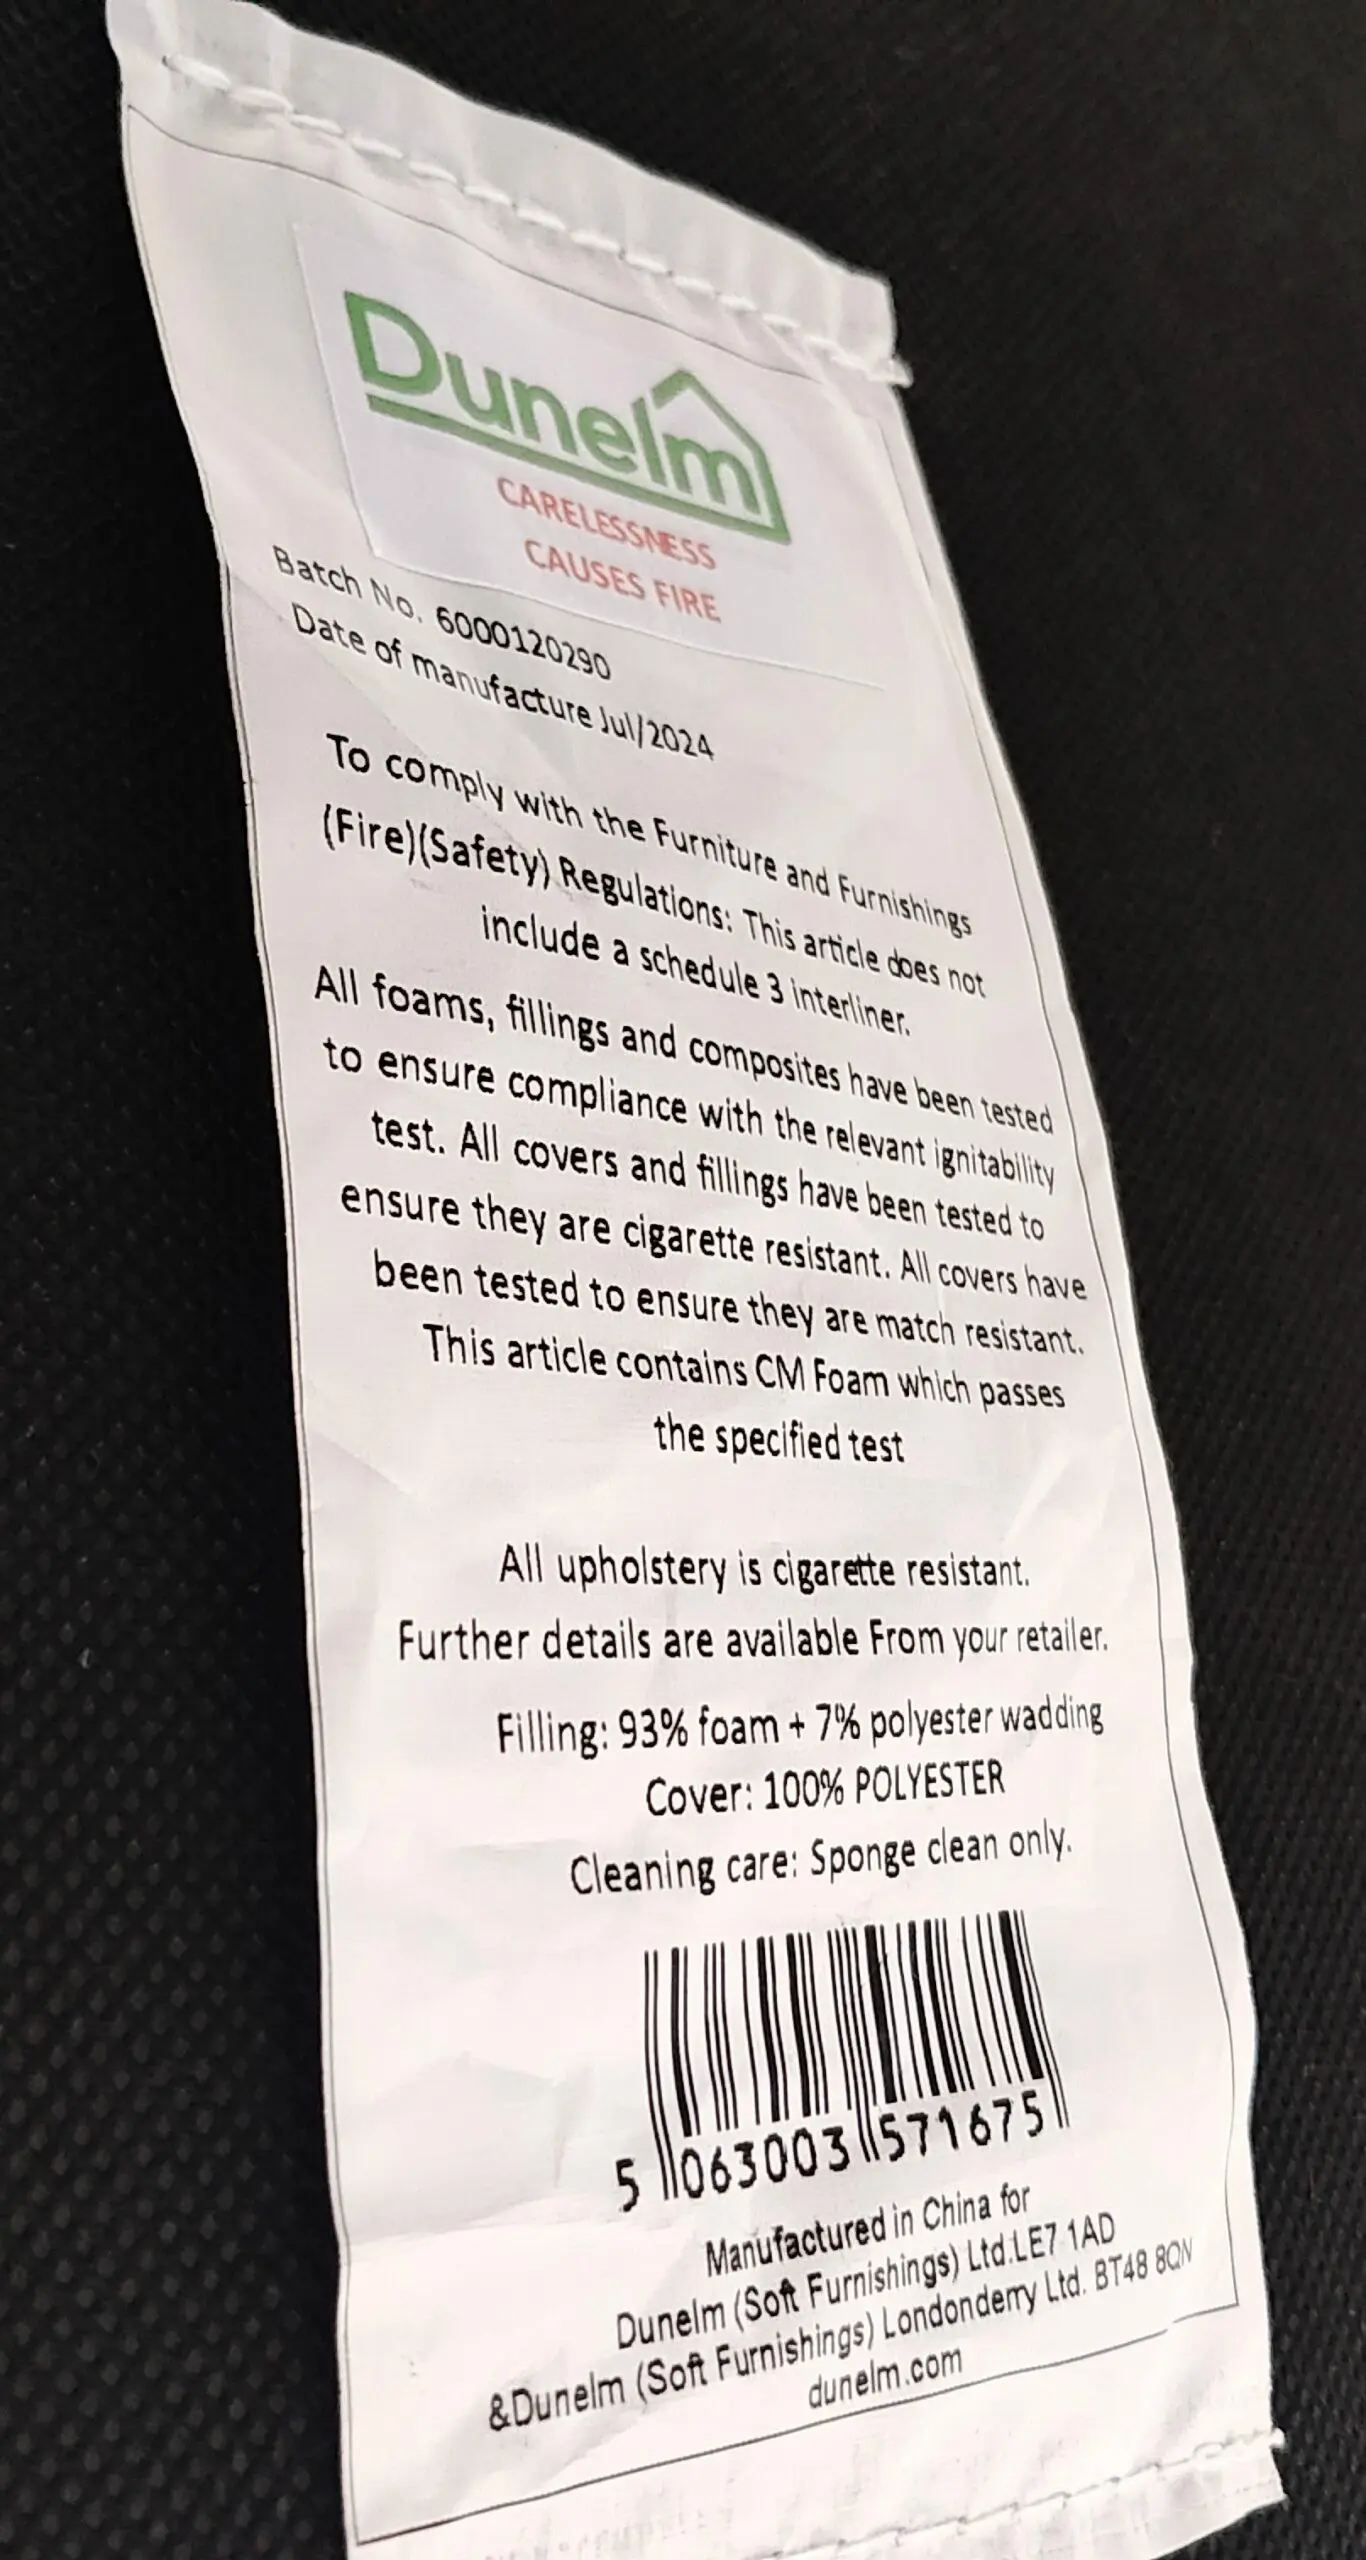 Dunelm
CARELESSNESS
CAUSES FIRE
Batch No. 6000120290
Date of manufacture Jul/2024
To comply with the Furniture and Furnishings
(Fire)(Safety) Regulations: This article does not
include a schedule 3 interliner.
All foams, fillings and composites have been tested
to ensure compliance with the relevant ignitability
test. All covers and fillings have been tested to
ensure they are cigarette resistant. All covers have
been tested to ensure they are match resistant.
This article contains CM Foam which passes
the specified test
All upholstery is cigarette resistant.
Further details are available From your retailer.
Filling: 93% foam + 7% polyester wadding
Cover: 100% POLYESTER
Cleaning care: Sponge clean only.
5 063003 571675
Manufactured in China for
Dunelm (Soft Furnishings) Ltd.LE7 1AD
&Dunelm (Soft Furnishings) Londonderry Ltd. BT48 8QN
dunelm.com